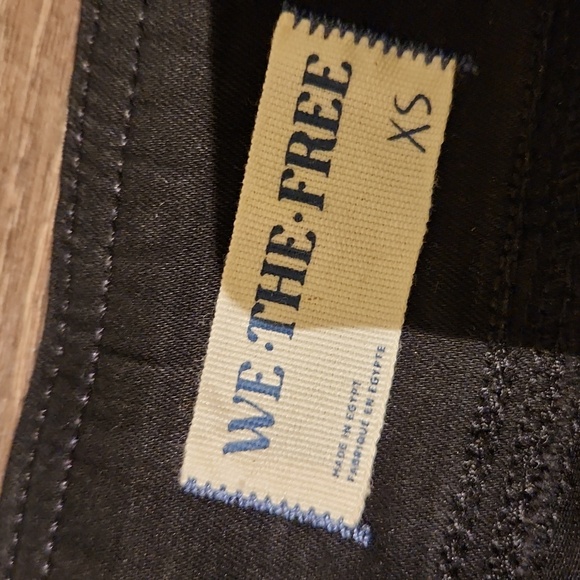 WE·THE·FREE
XS
MADE IN EGYPT
FABRIQUÉ EN EGYPTE